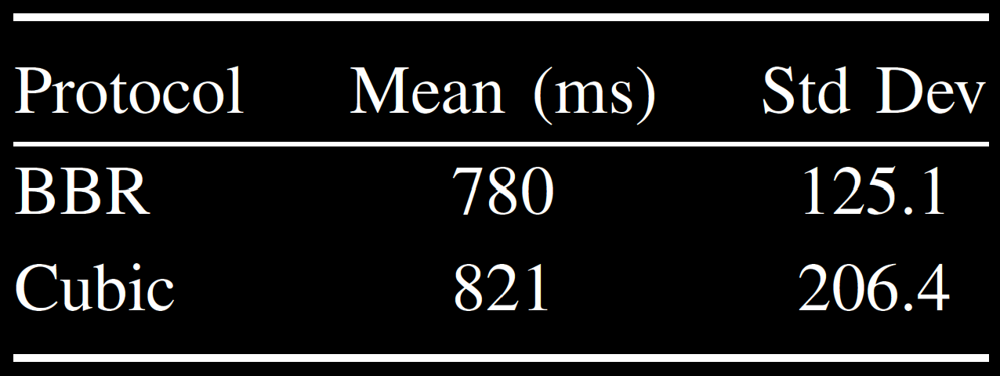 Protocol Mean (ms) Std Dev
BBR 780 125.1
Cubic 821 206.4